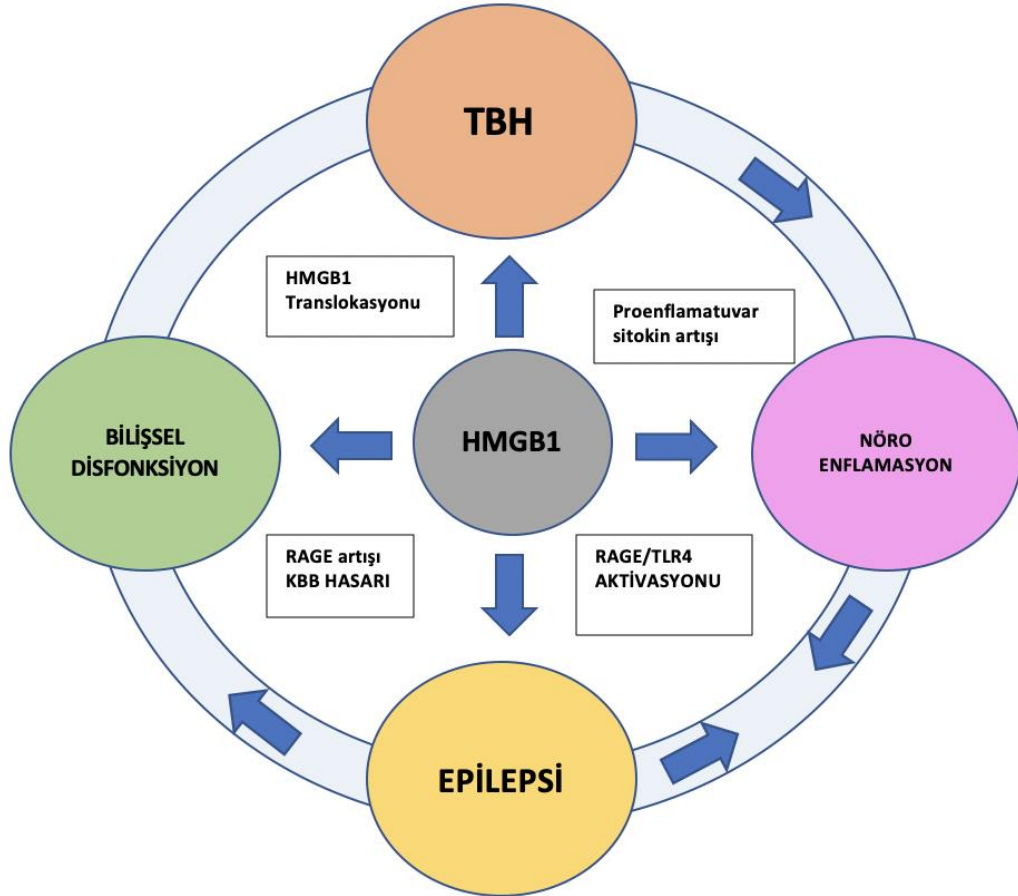 TBH
HMGB1
Translokasyonu
Proenflamatuvar
sitokin artışı
BİLİŞSEL
DİSFONKSİYON
HMGB1
NÖRO
ENFLAMASYON
RAGE artışı
KBB HASARI
RAGE/TLR4
AKTİVASYONU
EPİLEPSİ